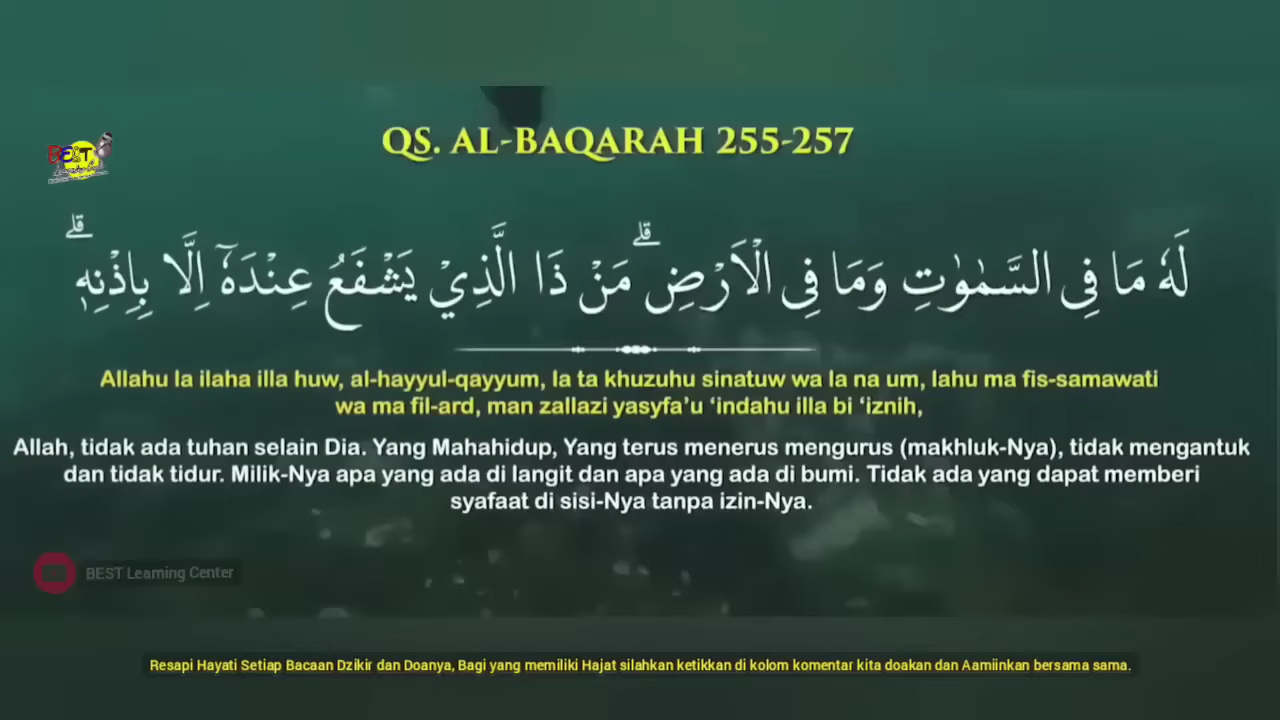 BEST
QS. AL-BAQARAH 255-257
لَهٗ مَا فِى السَّمٰوٰتِ وَمَا فِى الْاَرْضِۗ مَنْ ذَا الَّذِيْ يَشْفَعُ عِنْدَهٗٓ اِلَّا بِاِذْنِهٖۗ
Allahu la ilaha illa huw, al-hayyul-qayyum, la ta khuzuhu sinatuw wa la na um, lahu ma fis-samawati
wa ma fil-ard, man zallazi yasyfa’u ‘indahu illa bi ‘iznih,
Allah, tidak ada tuhan selain Dia. Yang Mahahidup, Yang terus menerus mengurus (makhluk-Nya), tidak mengantuk
dan tidak tidur. Milik-Nya apa yang ada di langit dan apa yang ada di bumi. Tidak ada yang dapat memberi
syafaat di sisi-Nya tanpa izin-Nya.
BEST Learning Center
Resapi Hayati Setiap Bacaan Dzikir dan Doanya, Bagi yang memiliki Hajat silahkan ketikkan di kolom komentar kita doakan dan Aamiinkan bersama sama.